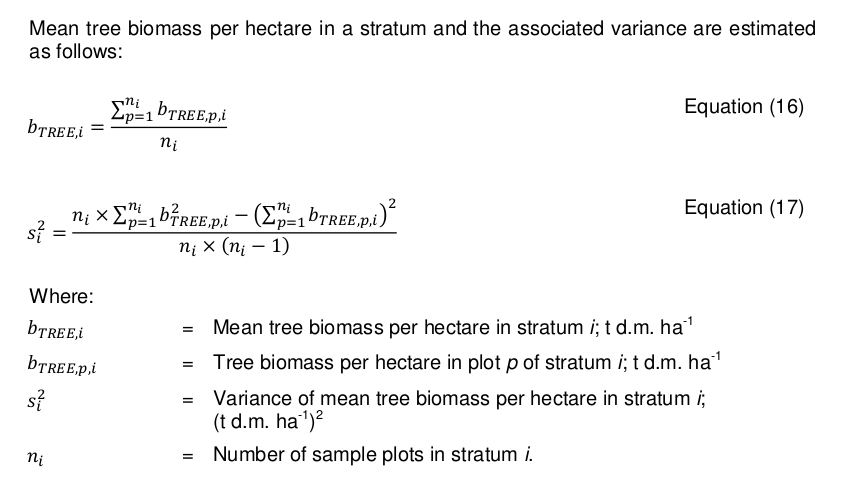 Mean tree biomass per hectare in a stratum and the associated variance are estimated
as follows:
$b_{TREE,i} = \frac{\sum_{p=1}^{n_i} b_{TREE,p,i}}{n_i}$ Equation (16)
$s_i^2 = \frac{n_i \times \sum_{p=1}^{n_i} b_{TREE,p,i}^2 - \left(\sum_{p=1}^{n_i} b_{TREE,p,i}\right)^2}{n_i \times (n_i - 1)}$ Equation (17)
Where:
$b_{TREE,i}$ = Mean tree biomass per hectare in stratum i; t d.m. ha⁻¹
$b_{TREE,p,i}$ = Tree biomass per hectare in plot p of stratum i; t d.m. ha⁻¹
$s_i^2$ = Variance of mean tree biomass per hectare in stratum i;
(t d.m. ha⁻¹)²
$n_i$ = Number of sample plots in stratum i.